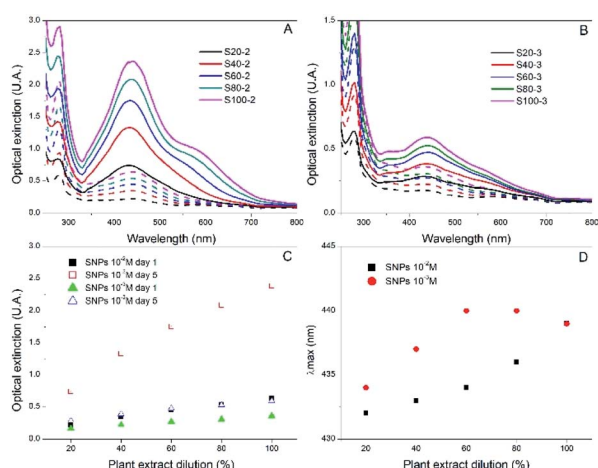 A
Optical extinction (U.A.)
3.0
2.5
2.0
1.5
1.0
0.5
0.0
S20-2
S40-2
S60-2
S80-2
S100-2
300 400 500 600 700 800
Wavelength (nm)
B
Optical extinction (U.A.)
1.5
1.0
0.5
0.0
S20-3
S40-3
S60-3
S80-3
S100-3
300 400 500 600 700 800
Wavelength (nm)
C
Optical extinction (U.A.)
3.0
2.5
2.0
1.5
1.0
0.5
0.0
SNPs 10⁻²M day 1
SNPs 10⁻²M day 5
SNPs 10⁻³M day 1
SNPs 10⁻³M day 5
20 40 60 80 100
Plant extract dilution (%)
D
λmax (nm)
445
440
435
430
SNPs 10⁻²M
SNPs 10⁻³M
20 40 60 80 100
Plant extract dilution (%)